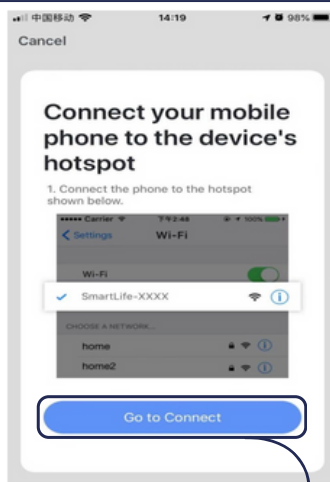 中国移动 14:19 98%
Cancel
Connect your mobile
phone to the device's
hotspot
1. Connect the phone to the hotspot
shown below.
Carrier 100%
Settings Wi-Fi
Wi-Fi
SmartLife-XXXX
CHOOSE A NETWORK...
home
home2
Go to Connect